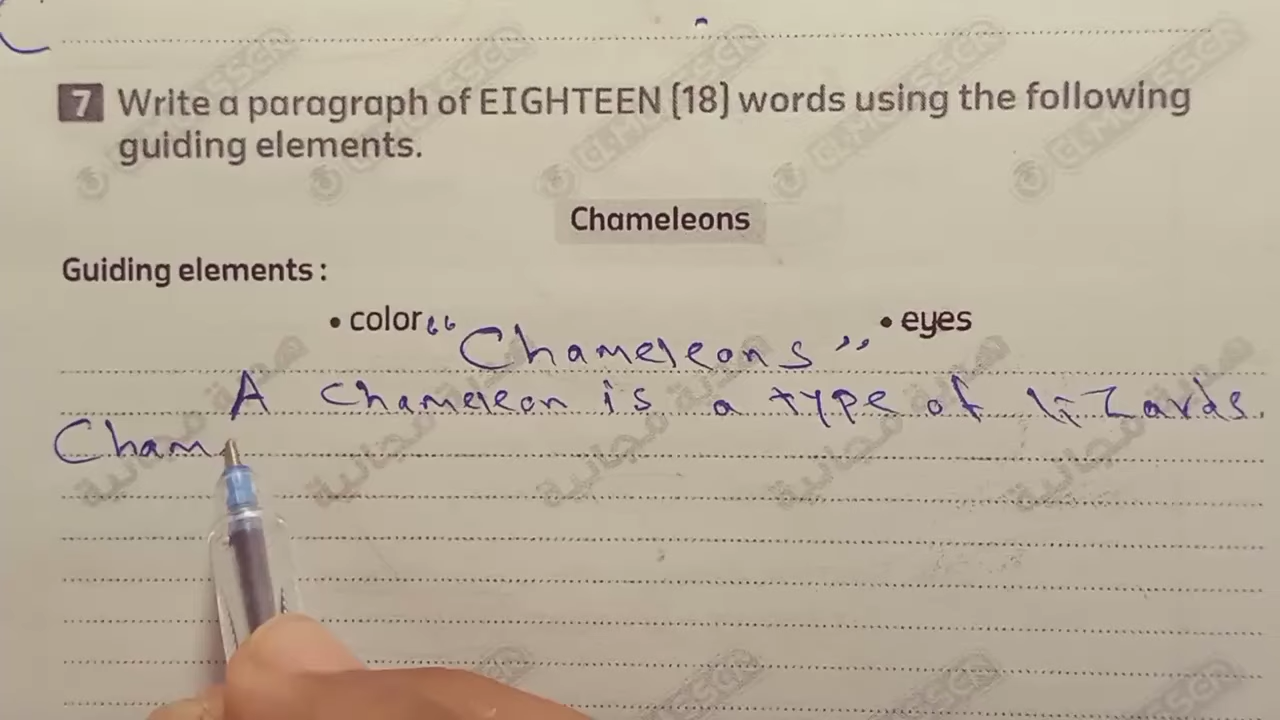 7 Write a paragraph of EIGHTEEN (18) words using the following
guiding elements.
Chameleons
Guiding elements :
• color • eyes
“Chameleons”
A Chameleon is a type of lizards.
Cham